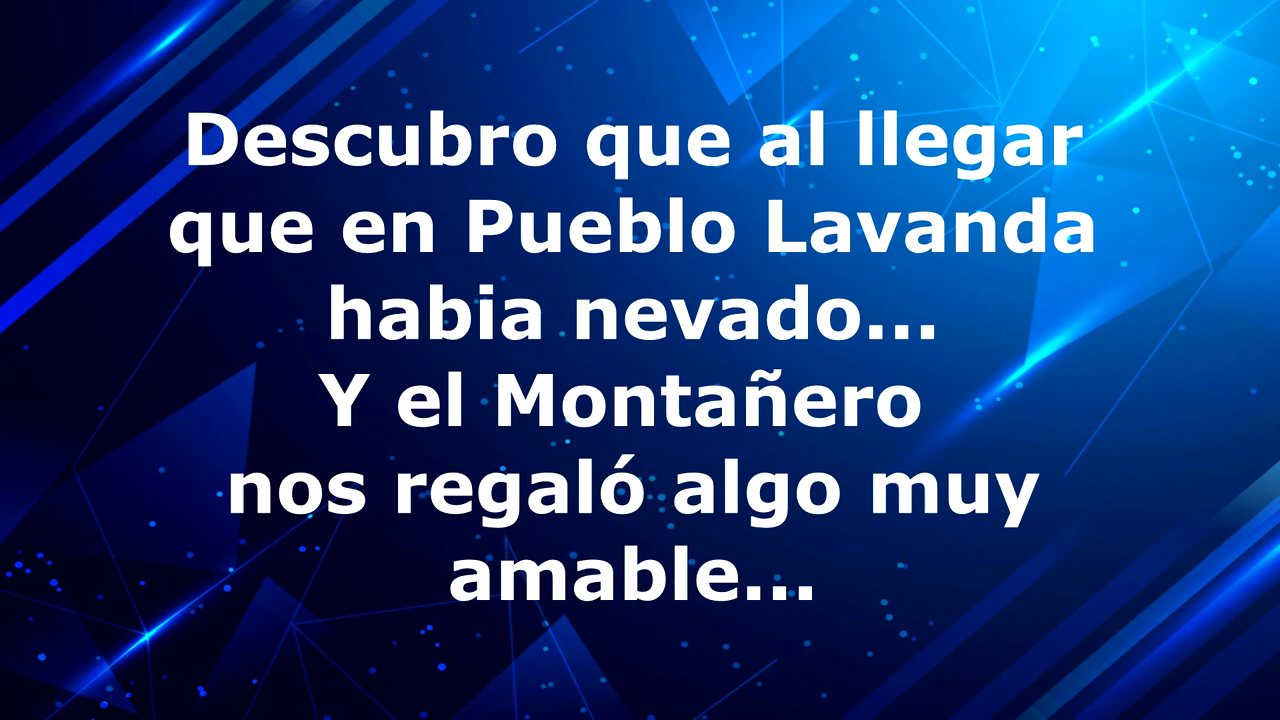 Descubro que al llegar
que en Pueblo Lavanda
habia nevado...
Y el Montañero
nos regaló algo muy
amable...